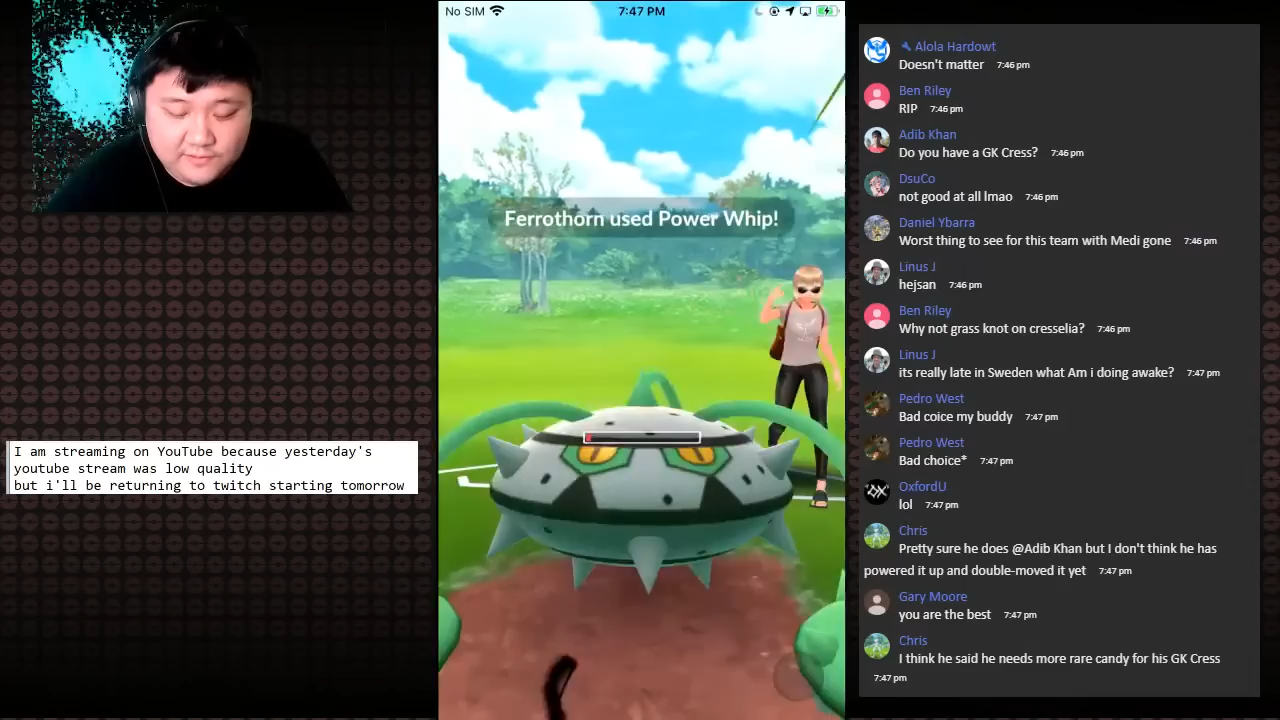 No SIM
7:47 PM
Ferrothorn used Power Whip!
I am streaming on YouTube because yesterday's
youtube stream was low quality
but i'll be returning to twitch starting tomorrow
Alola Hardowt
Doesn't matter 7:46 pm
Ben Riley
RIP 7:46 pm
Adib Khan
Do you have a GK Cress? 7:46 pm
DsuCo
not good at all lmao 7:46 pm
Daniel Ybarra
Worst thing to see for this team with Medi gone 7:46 pm
Linus J
hejsan 7:46 pm
Ben Riley
Why not grass knot on cresselia? 7:46 pm
Linus J
its really late in Sweden what Am i doing awake? 7:47 pm
Pedro West
Bad coice my buddy 7:47 pm
Pedro West
Bad choice* 7:47 pm
OxfordU
lol 7:47 pm
Chris
Pretty sure he does @Adib Khan but I don't think he has
powered it up and double-moved it yet 7:47 pm
Gary Moore
you are the best 7:47 pm
Chris
I think he said he needs more rare candy for his GK Cress
7:47 pm